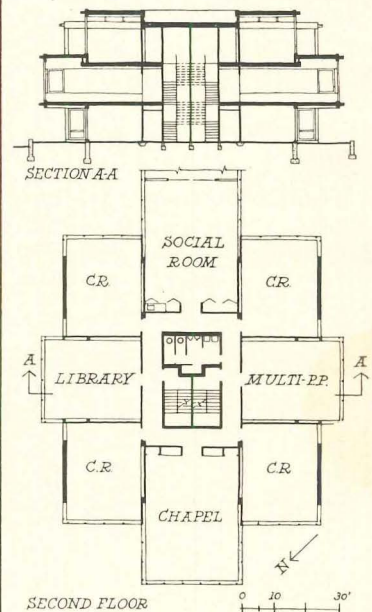 SECTION A-A
SOCIAL
ROOM
C.R.
C.R.
A
LIBRARY
MULTI-P.P.
A
C.R.
C.R.
CHAPEL
N
SECOND FLOOR
0 10 30'